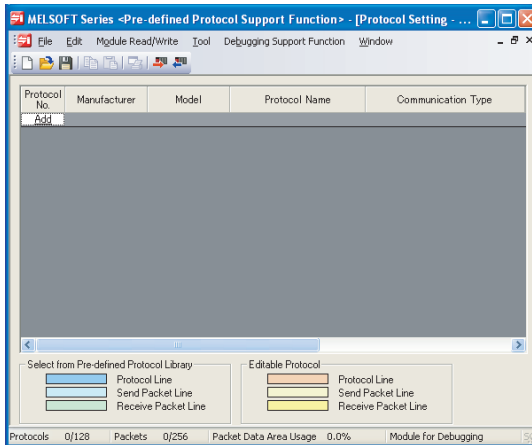 MELSOFT Series <Pre-defined Protocol Support Function> - [Protocol Setting - ...
File Edit Module Read/Write Tool Debugging Support Function Window
Protocol No. Manufacturer Model Protocol Name Communication Type
Add
Select from Pre-defined Protocol Library Editable Protocol
Protocol Line Protocol Line
Send Packet Line Send Packet Line
Receive Packet Line Receive Packet Line
Protocols 0/128 Packets 0/256 Packet Data Area Usage 0.0% Module for Debugging